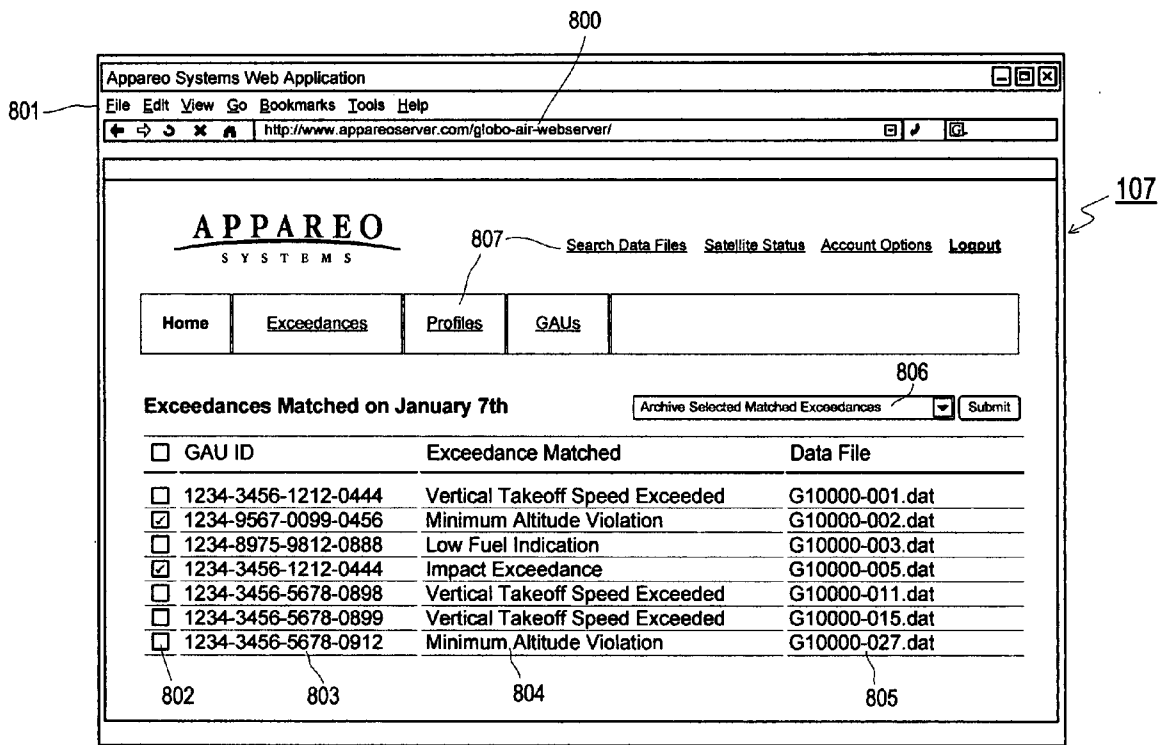 800
Appareo Systems Web Application
801
File Edit View Go Bookmarks Tools Help
http://www.appareoserver.com/globo-air-webserver/ G
107
APPAREO
SYSTEMS
807
Search Data Files Satellite Status Account Options Logout
Home Exceedances Profiles GAUs
806
Exceedances Matched on January 7th Archive Selected Matched Exceedances Submit
GAU ID Exceedance Matched Data File
1234-3456-1212-0444 Vertical Takeoff Speed Exceeded G10000-001.dat
1234-9567-0099-0456 Minimum Altitude Violation G10000-002.dat
1234-8975-9812-0888 Low Fuel Indication G10000-003.dat
1234-3456-1212-0444 Impact Exceedance G10000-005.dat
1234-3456-5678-0898 Vertical Takeoff Speed Exceeded G10000-011.dat
1234-3456-5678-0899 Vertical Takeoff Speed Exceeded G10000-015.dat
1234-3456-5678-0912 Minimum Altitude Violation G10000-027.dat
802 803 804 805